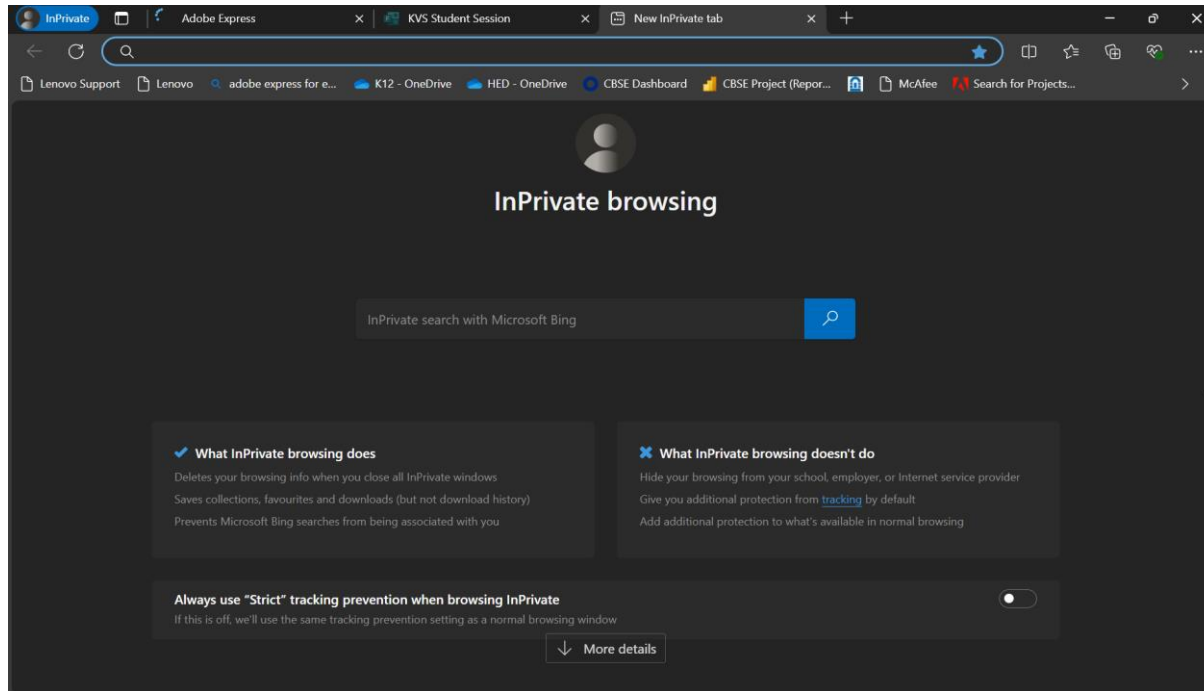 InPrivate Adobe Express KVS Student Session New InPrivate tab
Lenovo Support Lenovo adobe express for e... K12 - OneDrive HED - OneDrive CBSE Dashboard CBSE Project (Repor... McAfee Search for Projects...
InPrivate browsing
InPrivate search with Microsoft Bing
What InPrivate browsing does
Deletes your browsing info when you close all InPrivate windows
Saves collections, favourites and downloads (but not download history)
Prevents Microsoft Bing searches from being associated with you
What InPrivate browsing doesn't do
Hide your browsing from your school, employer, or Internet service provider
Give you additional protection from tracking by default
Add additional protection to what's available in normal browsing
Always use “Strict” tracking prevention when browsing InPrivate
If this is off, we'll use the same tracking prevention setting as a normal browsing window
More details